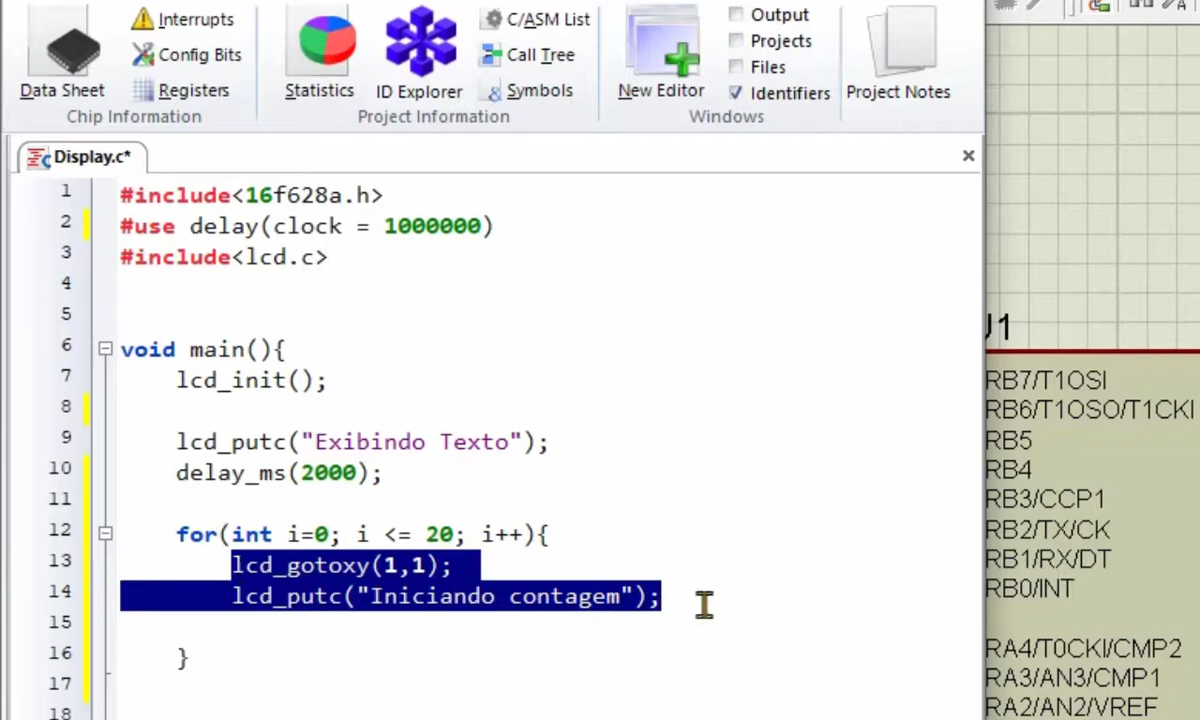 Interrupts
Config Bits
Data Sheet
Registers
Chip Information
C/ASM List
Call Tree
Statistics
ID Explorer
Symbols
Project Information
Output
Projects
Files
New Editor
Identifiers
Windows
Project Notes
Display.c*
1 #include<16f628a.h>
2 #use delay(clock = 1000000)
3 #include<lcd.c>
4
5
6 void main(){
7 lcd_init();
8
9 lcd_putc("Exibindo Texto");
10 delay_ms(2000);
11
12 for(int i=0; i <= 20; i++){
13 lcd_gotoxy(1,1);
14 lcd_putc("Iniciando contagem");
15
16 }
17
18
U1
RB7/T1OSI
RB6/T1OSO/T1CKI
RB5
RB4
RB3/CCP1
RB2/TX/CK
RB1/RX/DT
RB0/INT
RA4/T0CKI/CMP2
RA3/AN3/CMP1
RA2/AN2/VREF